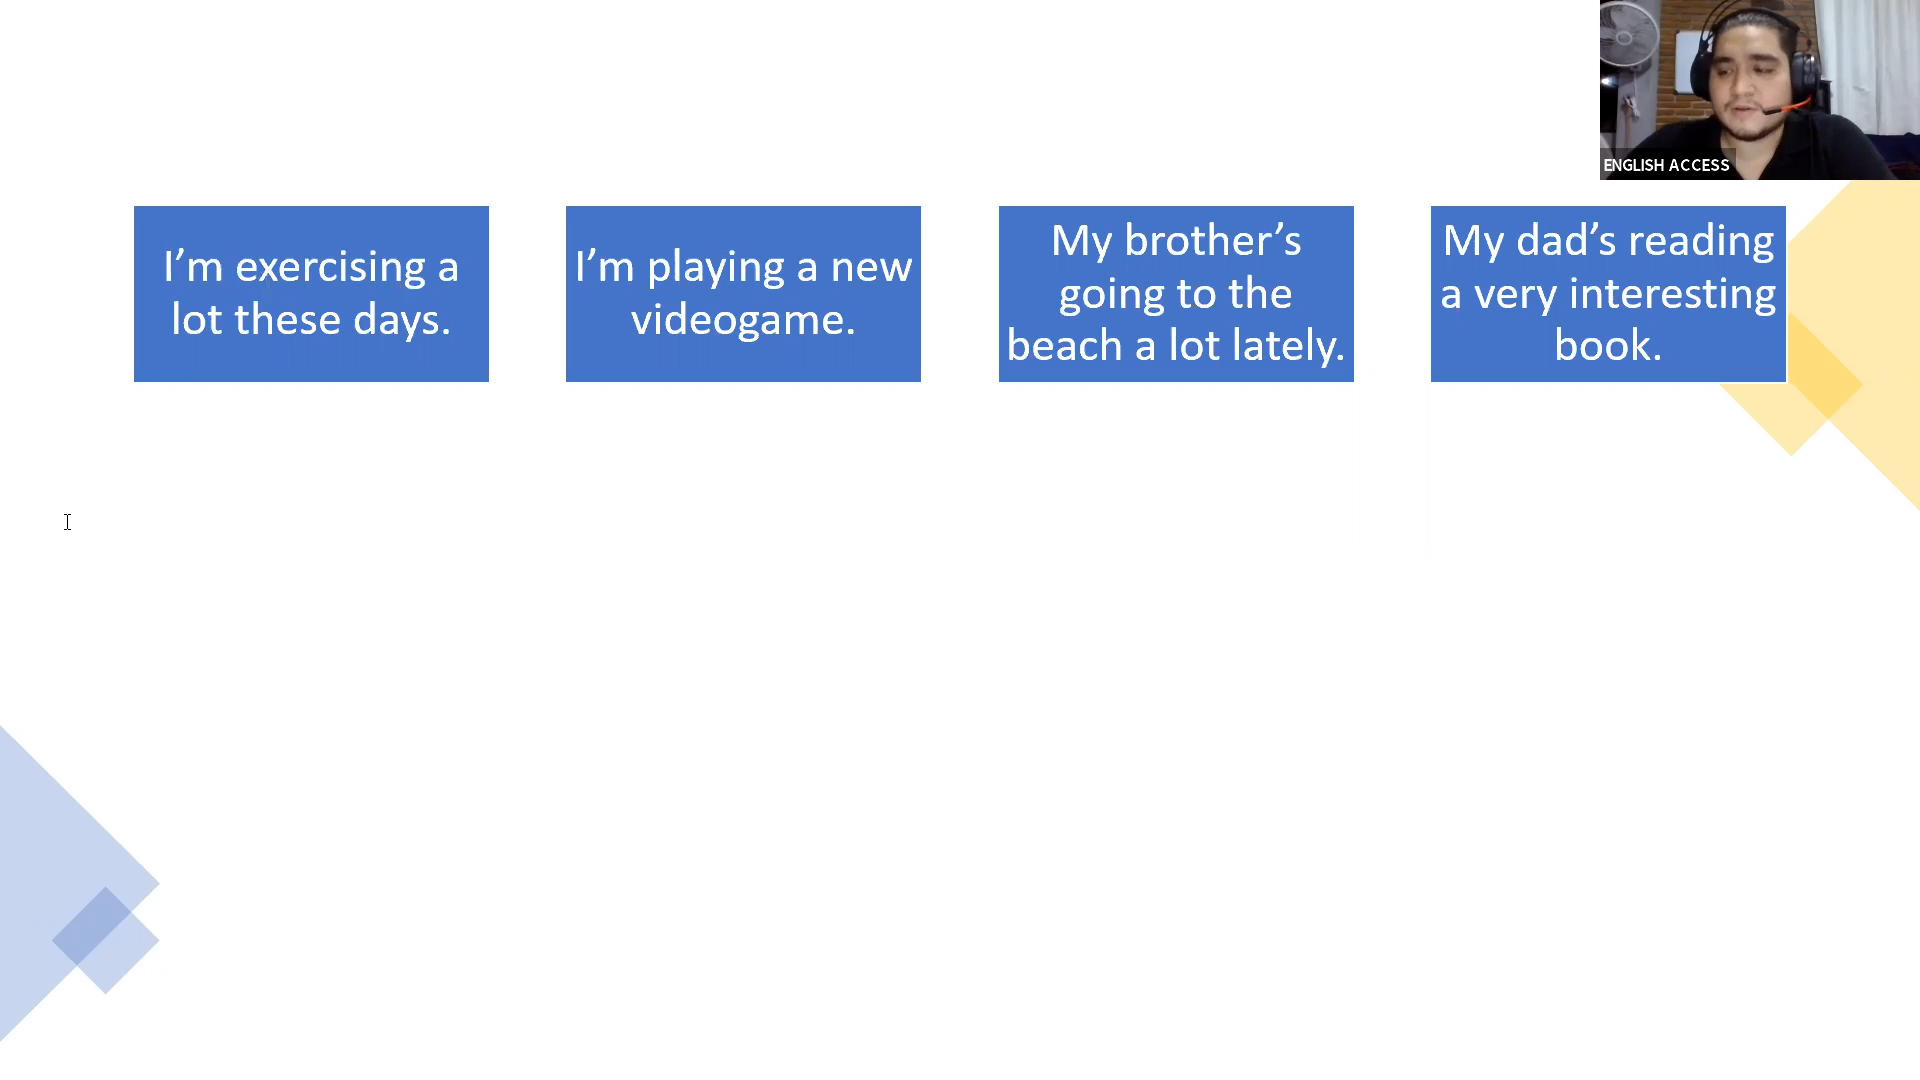 ENGLISH ACCESS
I’m exercising a
lot these days.
I’m playing a new
videogame.
My brother’s
going to the
beach a lot lately.
My dad’s reading
a very interesting
book.